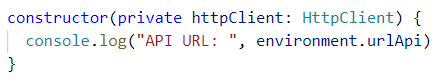 constructor(private httpClient: HttpClient) {
console.log("API URL: ", environment.urlApi)
}